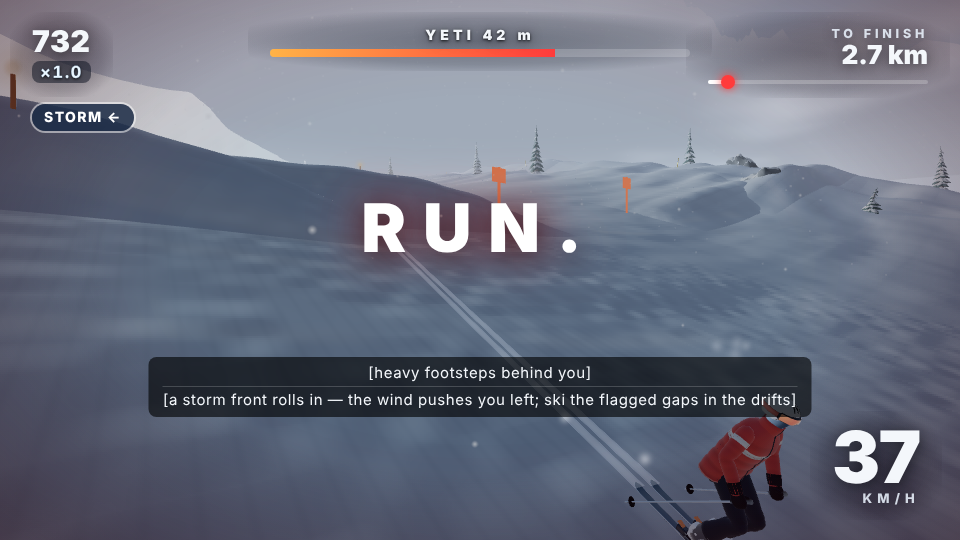 732
×1.0
STORM ←
YETI 42 m
TO FINISH
2.7 km
RUN.
[heavy footsteps behind you]
[a storm front rolls in — the wind pushes you left; ski the flagged gaps in the drifts]
37
KM/H